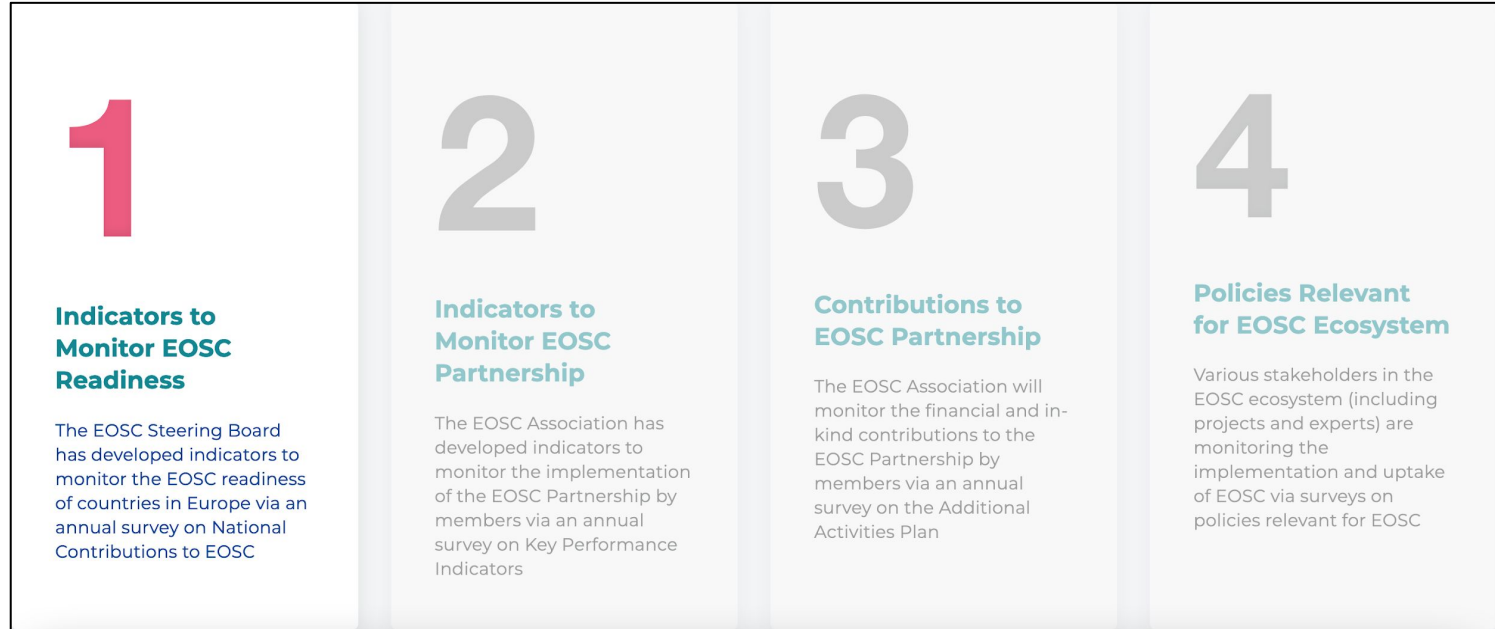 1
Indicators to
Monitor EOSC
Readiness
The EOSC Steering Board
has developed indicators to
monitor the EOSC readiness
of countries in Europe via an
annual survey on National
Contributions to EOSC
2
Indicators to
Monitor EOSC
Partnership
The EOSC Association has
developed indicators to
monitor the implementation
of the EOSC Partnership by
members via an annual
survey on Key Performance
Indicators
3
Contributions to
EOSC Partnership
The EOSC Association will
monitor the financial and in-
kind contributions to the
EOSC Partnership by
members via an annual
survey on the Additional
Activities Plan
4
Policies Relevant
for EOSC Ecosystem
Various stakeholders in the
EOSC ecosystem (including
projects and experts) are
monitoring the
implementation and uptake
of EOSC via surveys on
policies relevant for EOSC